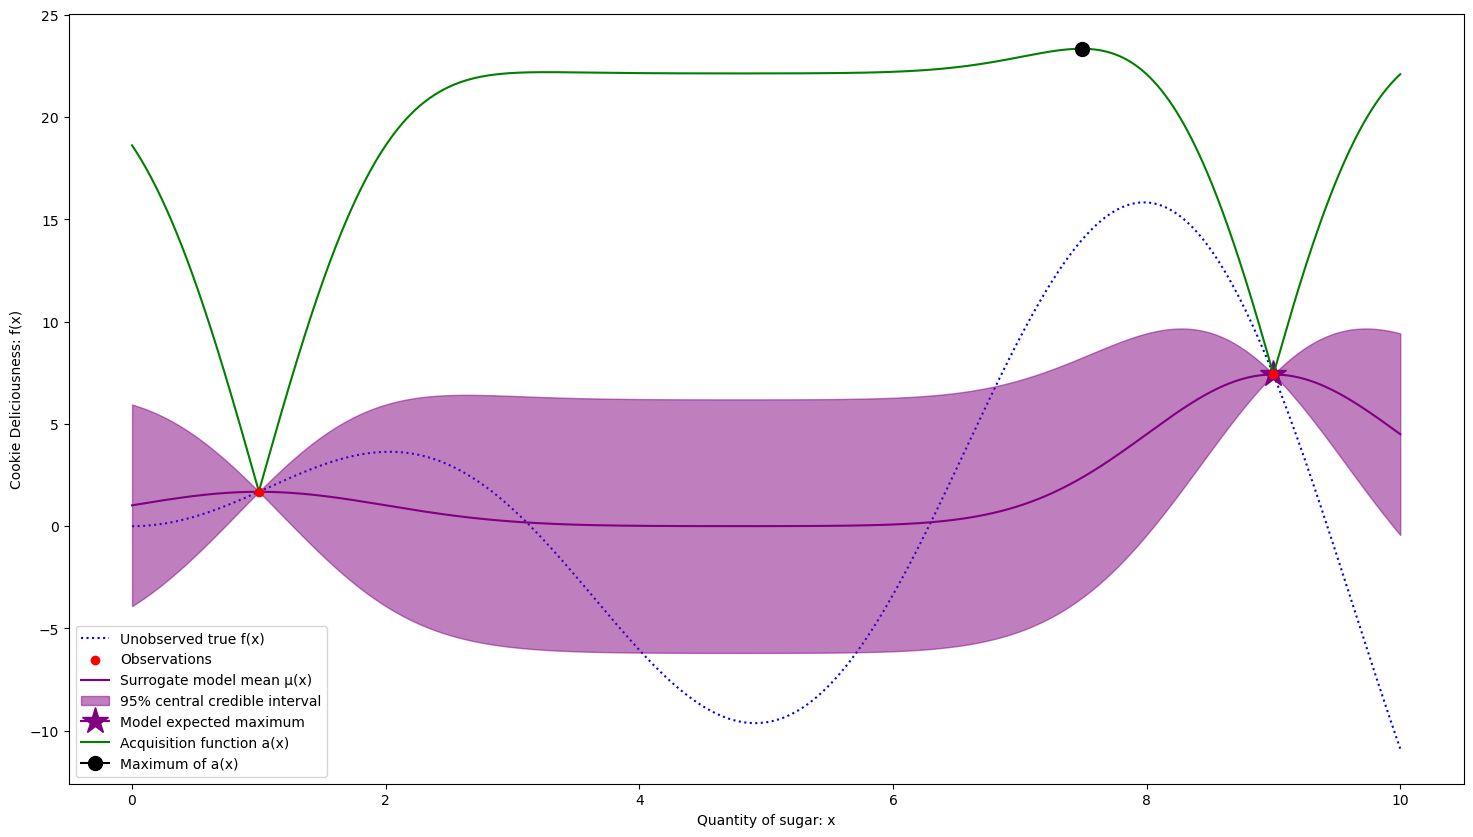 25
20
15
10
5
0
−5
−10
Cookie Deliciousness: f(x)
Unobserved true f(x)
Observations
Surrogate model mean μ(x)
95% central credible interval
Model expected maximum
Acquisition function a(x)
Maximum of a(x)
0 2 4 6 8 10
Quantity of sugar: x